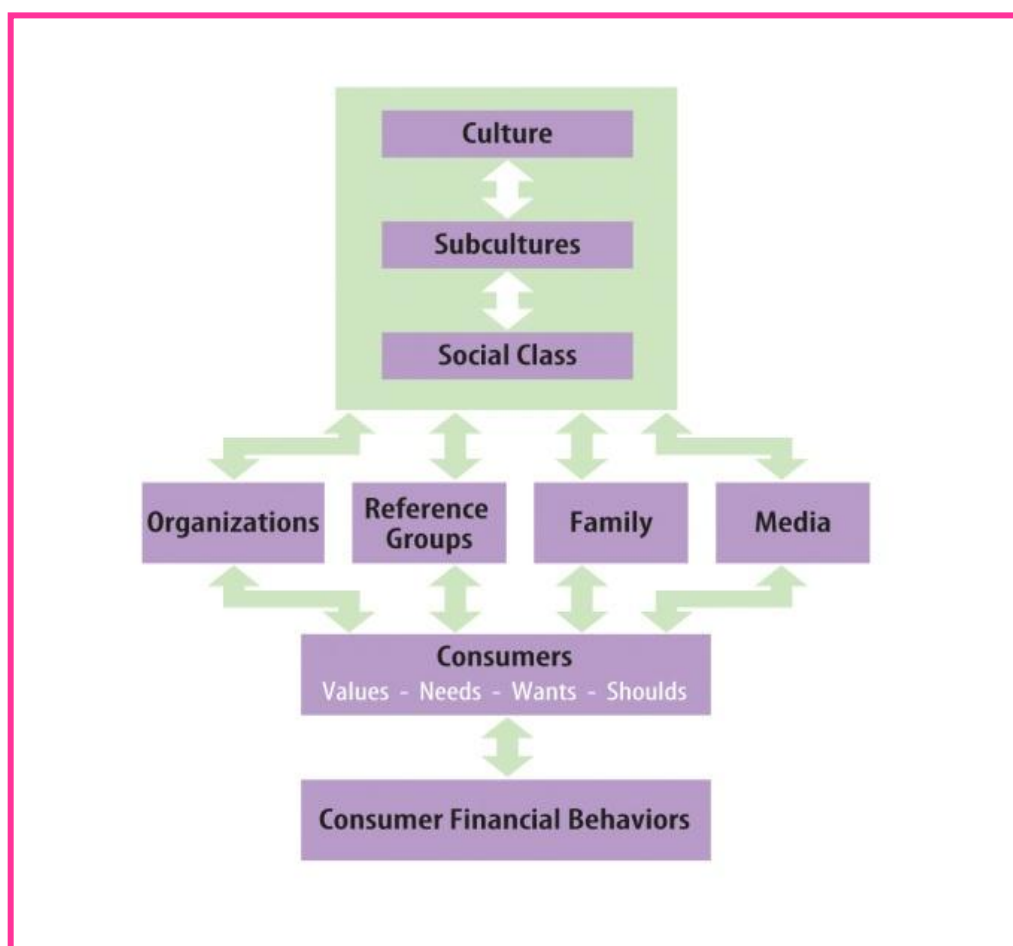 Culture
Subcultures
Social Class
Organizations
Reference
Groups
Family
Media
Consumers
Values - Needs - Wants - Shoulds
Consumer Financial Behaviors